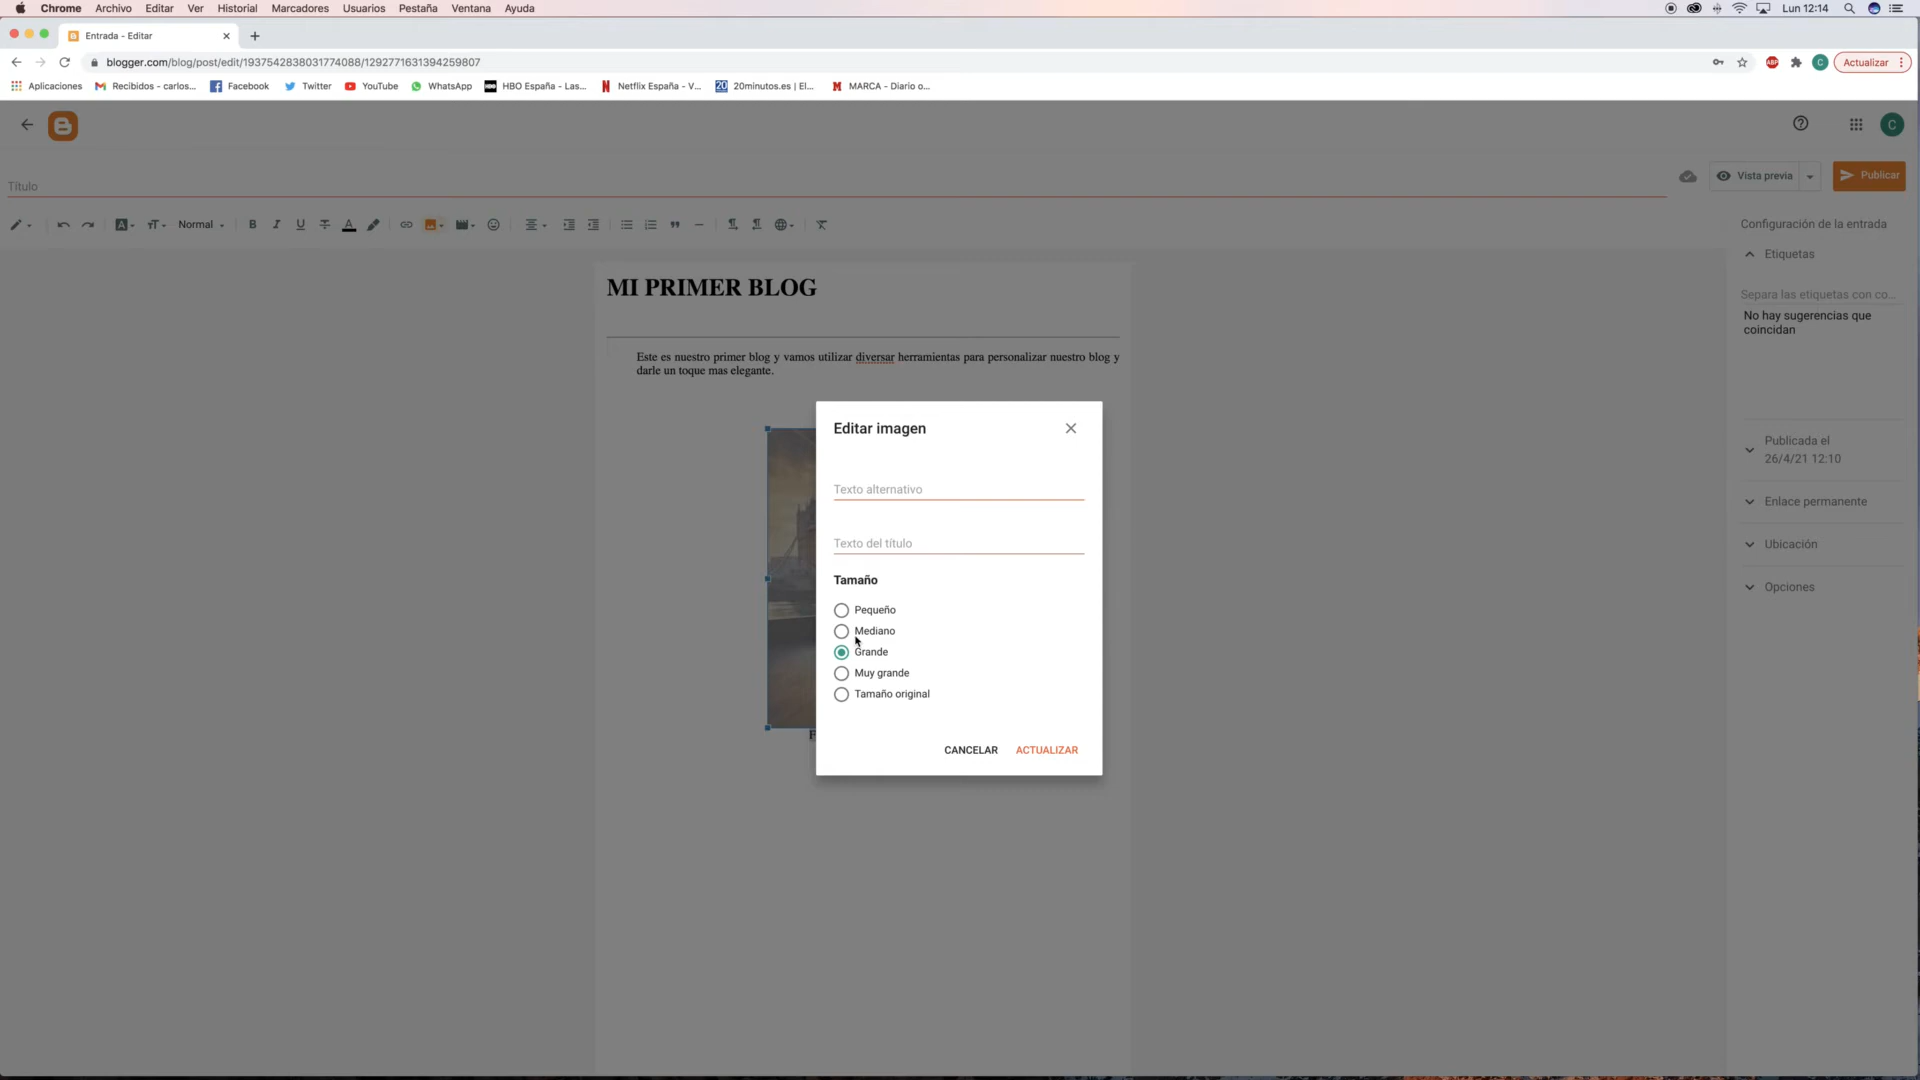 Chrome Archivo Editar Ver Historial Marcadores Usuarios Pestaña Ventana Ayuda Lun 12:14
Entrada - Editar
blogger.com/blog/post/edit/1937542838031774088/1292771631394259807 ABP C Actualizar
Aplicaciones Recibidos - carlos... Facebook Twitter YouTube WhatsApp HBO España - Las... Netflix España - V... 20 20minutos.es | El... M MARCA - Diario o...
C
Título
Vista previa Publicar
Normal B I U
Configuración de la entrada
Etiquetas
Separa las etiquetas con co...
No hay sugerencias que
coincidan
Publicada el
26/4/21 12:10
Enlace permanente
Ubicación
Opciones
MI PRIMER BLOG
Este es nuestro primer blog y vamos utilizar diversar herramientas para personalizar nuestro blog y
darle un toque mas elegante.
Editar imagen
Texto alternativo
Texto del título
Tamaño
Pequeño
Mediano
Grande
Muy grande
Tamaño original
CANCELAR ACTUALIZAR